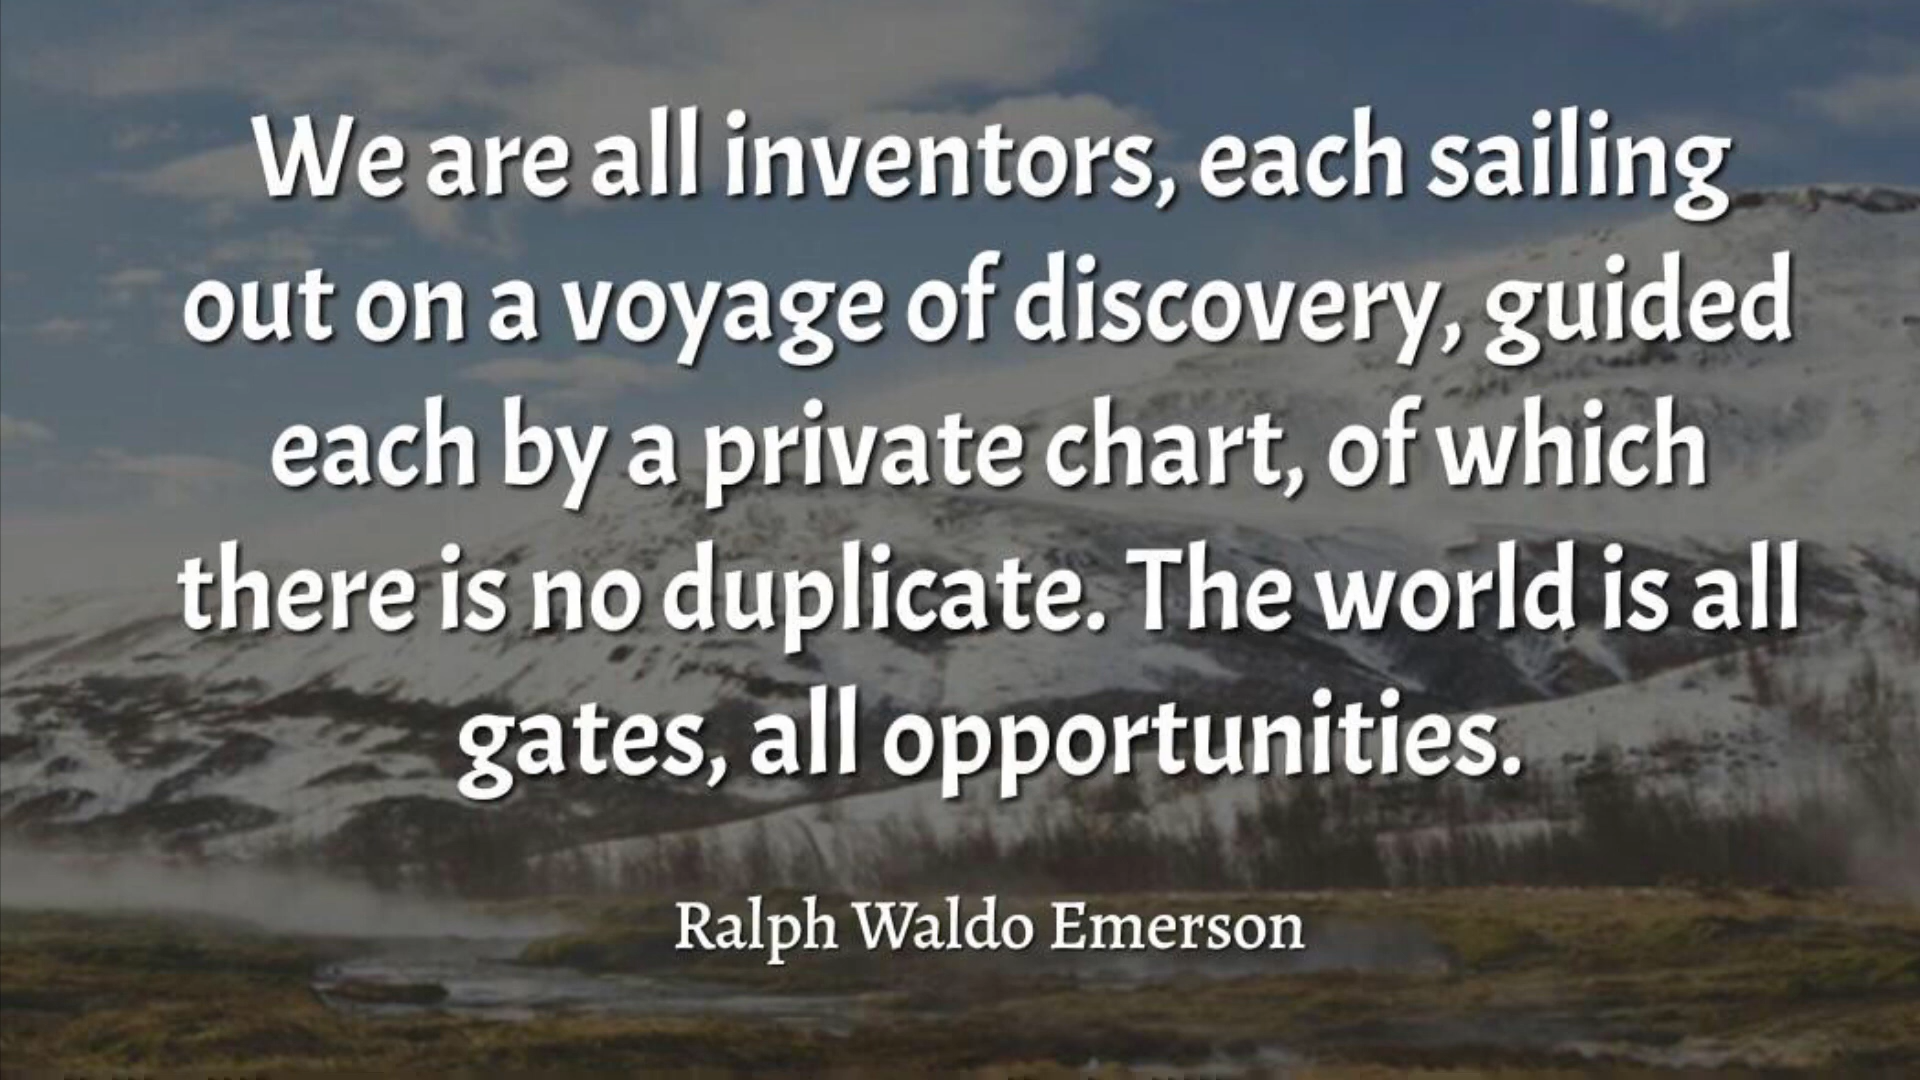 We are all inventors, each sailing
out on a voyage of discovery, guided
each by a private chart, of which
there is no duplicate. The world is all
gates, all opportunities.
Ralph Waldo Emerson